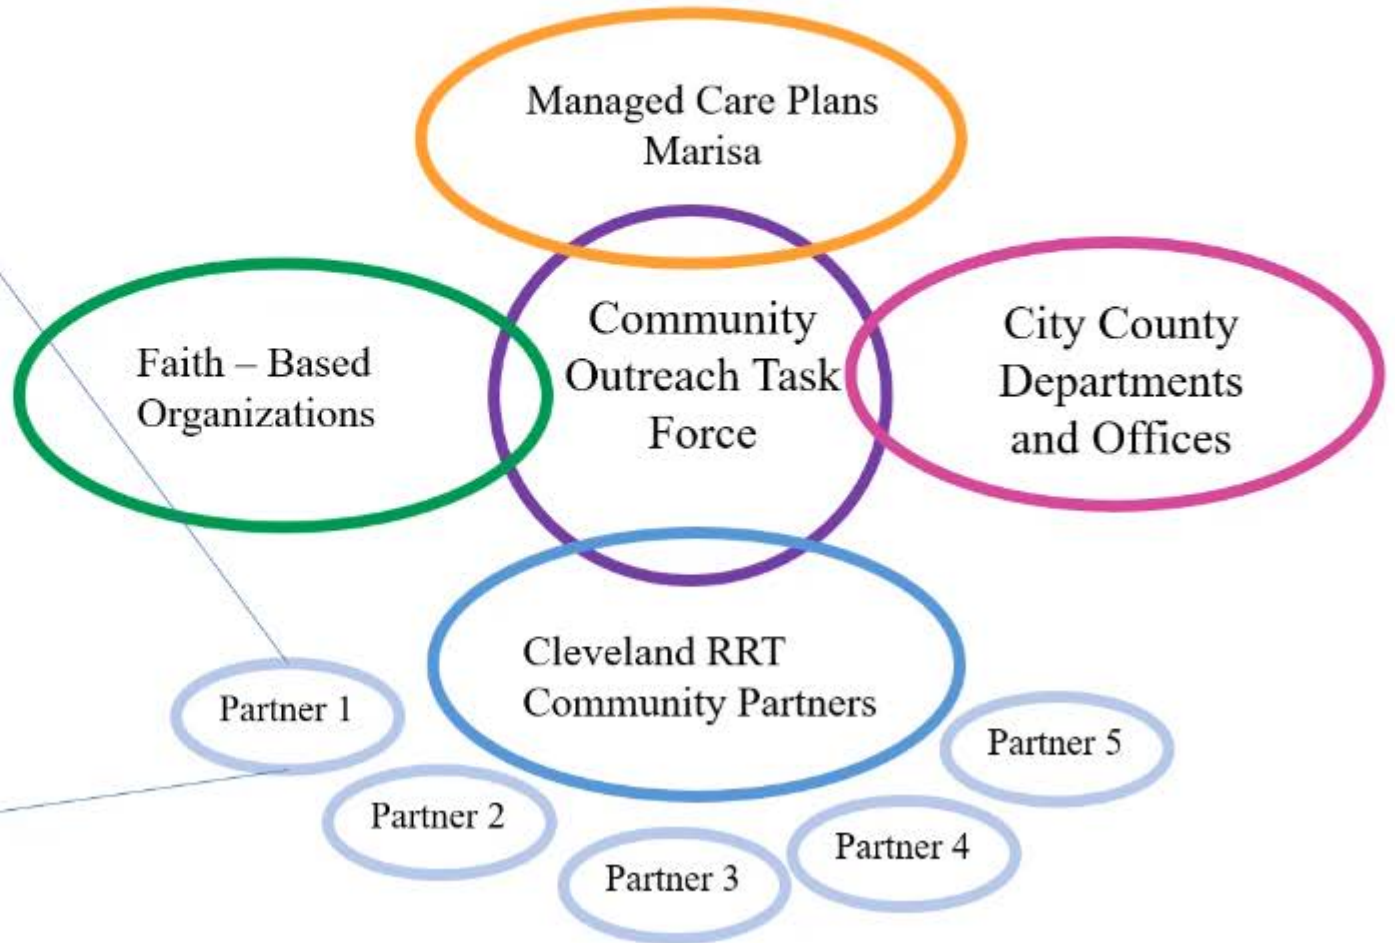 Managed Care Plans
Marisa
Community
Outreach Task
Force
Faith – Based
Organizations
City County
Departments
and Offices
Cleveland RRT
Community Partners
Partner 1
Partner 2
Partner 3
Partner 4
Partner 5